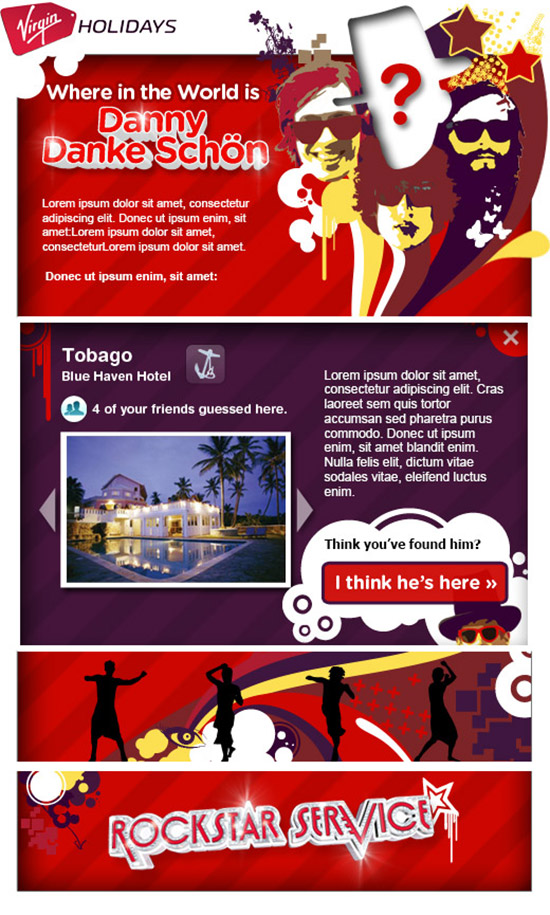 Virgin HOLIDAYS
Where in the World is
Danny
Danke Schön
?
Lorem ipsum dolor sit amet, consectetur
adipiscing elit. Donec ut ipsum enim, sit
amet:Lorem ipsum dolor sit amet,
consecteturLorem ipsum dolor sit amet.
Donec ut ipsum enim, sit amet:
Tobago
Blue Haven Hotel
4 of your friends guessed here.
Lorem ipsum dolor sit amet,
consectetur adipiscing elit. Cras
laoreet sem quis tortor
accumsan sed pharetra purus
commodo. Donec ut ipsum
enim, sit amet blandit enim.
Nulla felis elit, dictum vitae
sodales vitae, eleifend luctus
enim.
Think you've found him?
I think he's here »
ROCKSTAR SERVICE